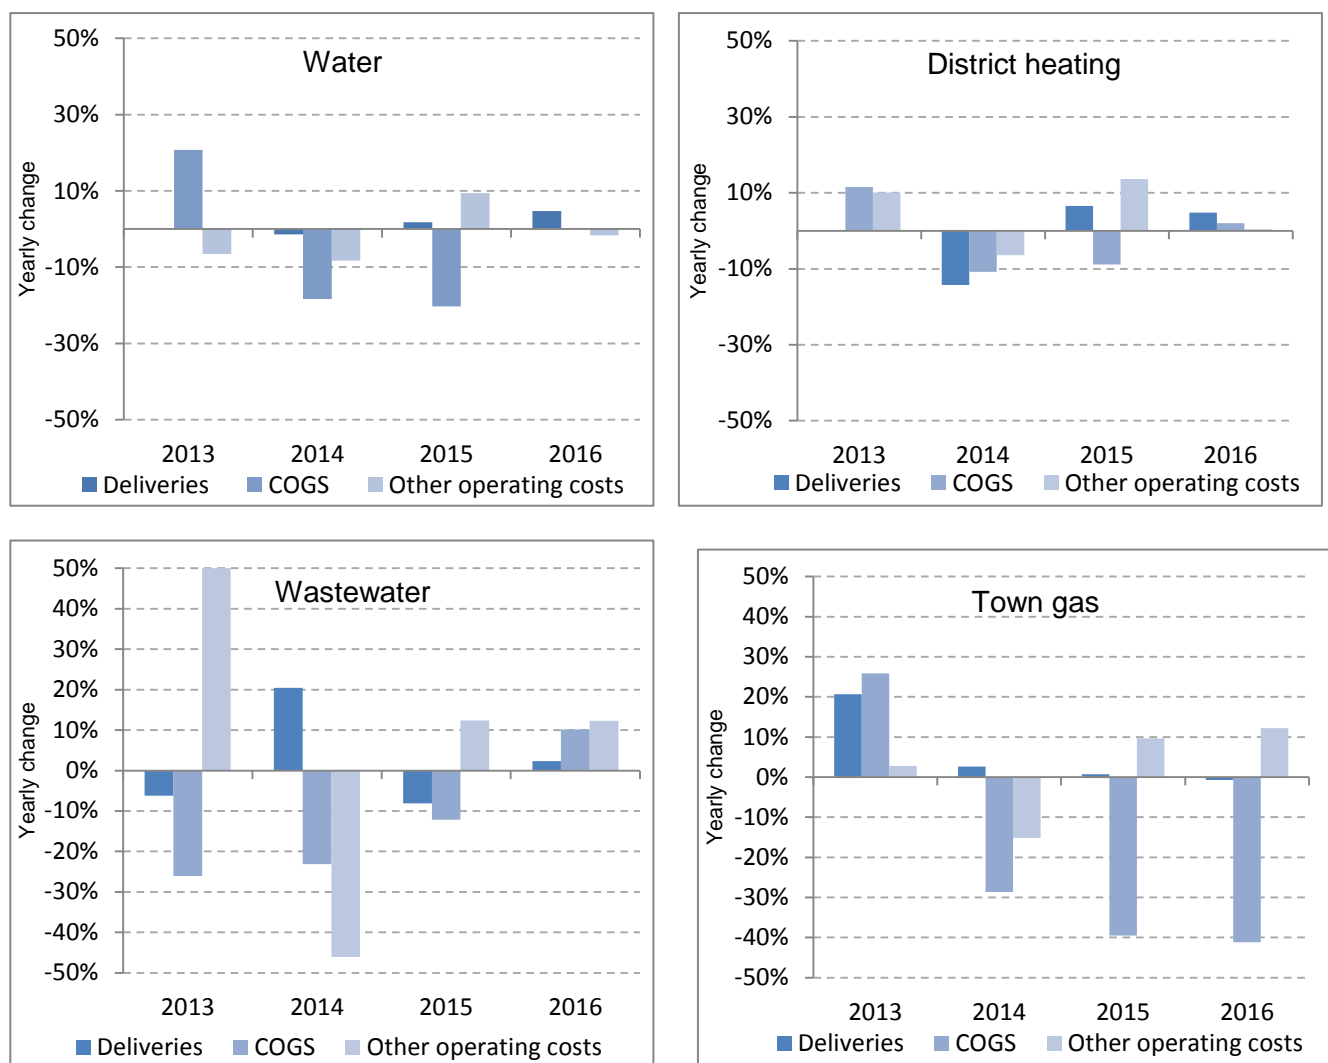 Water
50%
30%
10%
-10%
-30%
-50%
Yearly change
2013 2014 2015 2016
Deliveries COGS Other operating costs
District heating
50%
30%
10%
-10%
-30%
-50%
Yearly change
2013 2014 2015 2016
Deliveries COGS Other operating costs
Wastewater
50%
40%
30%
20%
10%
0%
-10%
-20%
-30%
-40%
-50%
Yearly change
2013 2014 2015 2016
Deliveries COGS Other operating costs
Town gas
50%
40%
30%
20%
10%
0%
-10%
-20%
-30%
-40%
-50%
Yearly change
2013 2014 2015 2016
Deliveries COGS Other operating costs